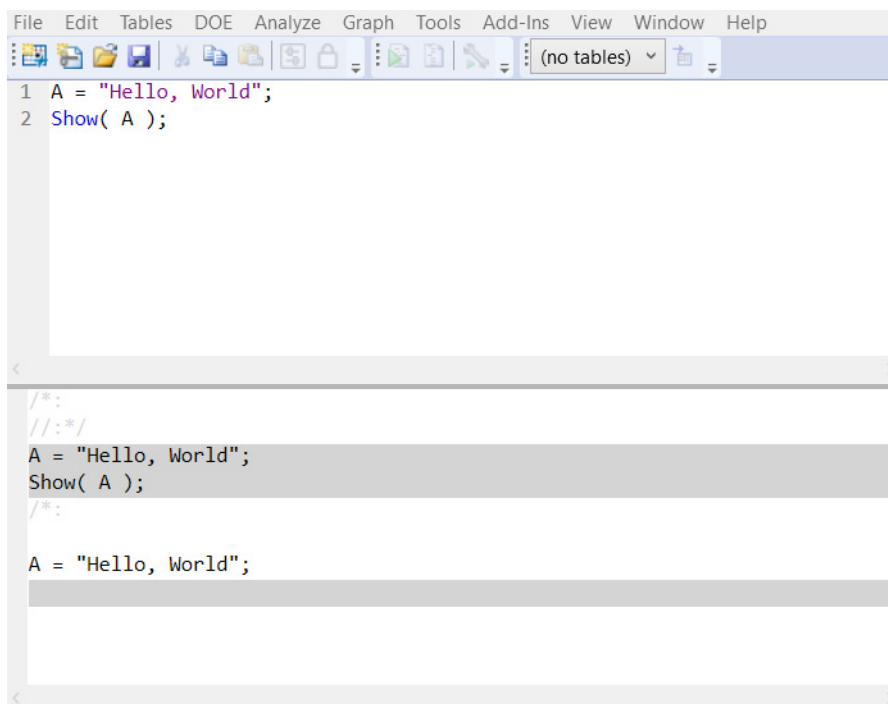 File Edit Tables DOE Analyze Graph Tools Add-Ins View Window Help
(no tables)
1 A = "Hello, World";
2 Show( A );
/*:
//:*/
A = "Hello, World";
Show( A );
/*:
A = "Hello, World";